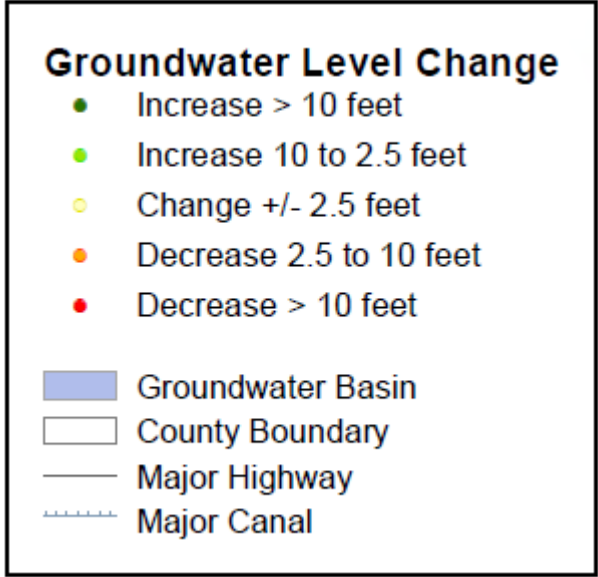 Groundwater Level Change
Increase > 10 feet
Increase 10 to 2.5 feet
Change +/- 2.5 feet
Decrease 2.5 to 10 feet
Decrease > 10 feet
Groundwater Basin
County Boundary
Major Highway
Major Canal